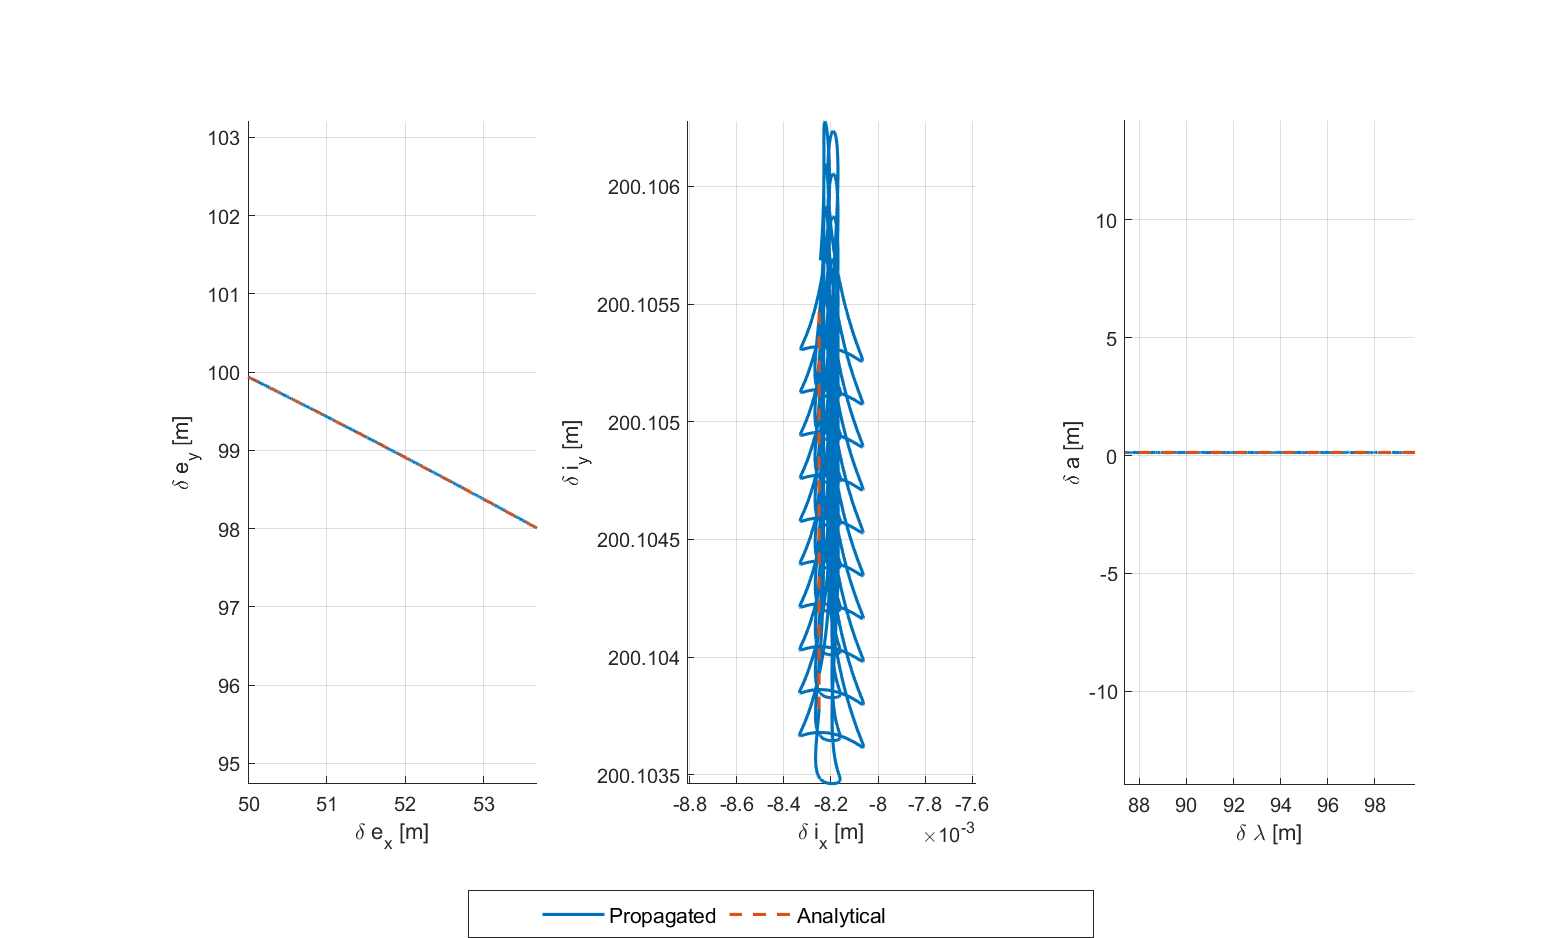 103
102
101
100
99
98
97
96
95
δ e_y [m]
50 51 52 53
δ e_x [m]
200.106
200.1055
200.105
200.1045
200.104
200.1035
δ i_y [m]
-8.8 -8.6 -8.4 -8.2 -8 -7.8 -7.6
δ i_x [m]
×10^-3
10
5
0
-5
-10
δ a [m]
88 90 92 94 96 98
δ λ [m]
Propagated Analytical